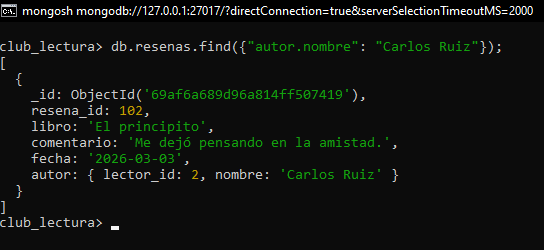 mongosh mongodb://127.0.0.1:27017/?directConnection=true&serverSelectionTimeoutMS=2000
club_lectura> db.resenas.find({"autor.nombre": "Carlos Ruiz"});
[
  {
    _id: ObjectId('69af6a689d96a814ff507419'),
    resena_id: 102,
    libro: 'El principito',
    comentario: 'Me dejó pensando en la amistad.',
    fecha: '2026-03-03',
    autor: { lector_id: 2, nombre: 'Carlos Ruiz' }
  }
]
club_lectura>